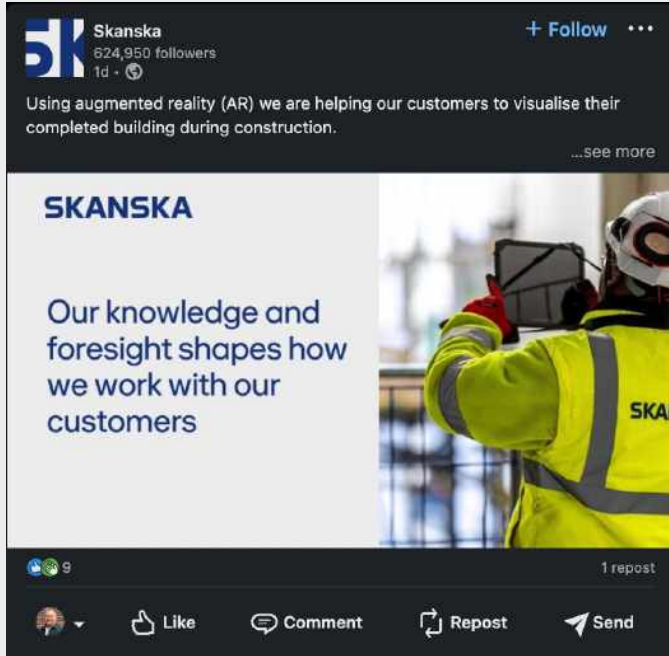 Skanska
+ Follow
624,950 followers
1d •
Using augmented reality (AR) we are helping our customers to visualise their
completed building during construction.
...see more
SKANSKA
Our knowledge and
foresight shapes how
we work with our
customers
SKA
9
1 repost
Like
Comment
Repost
Send